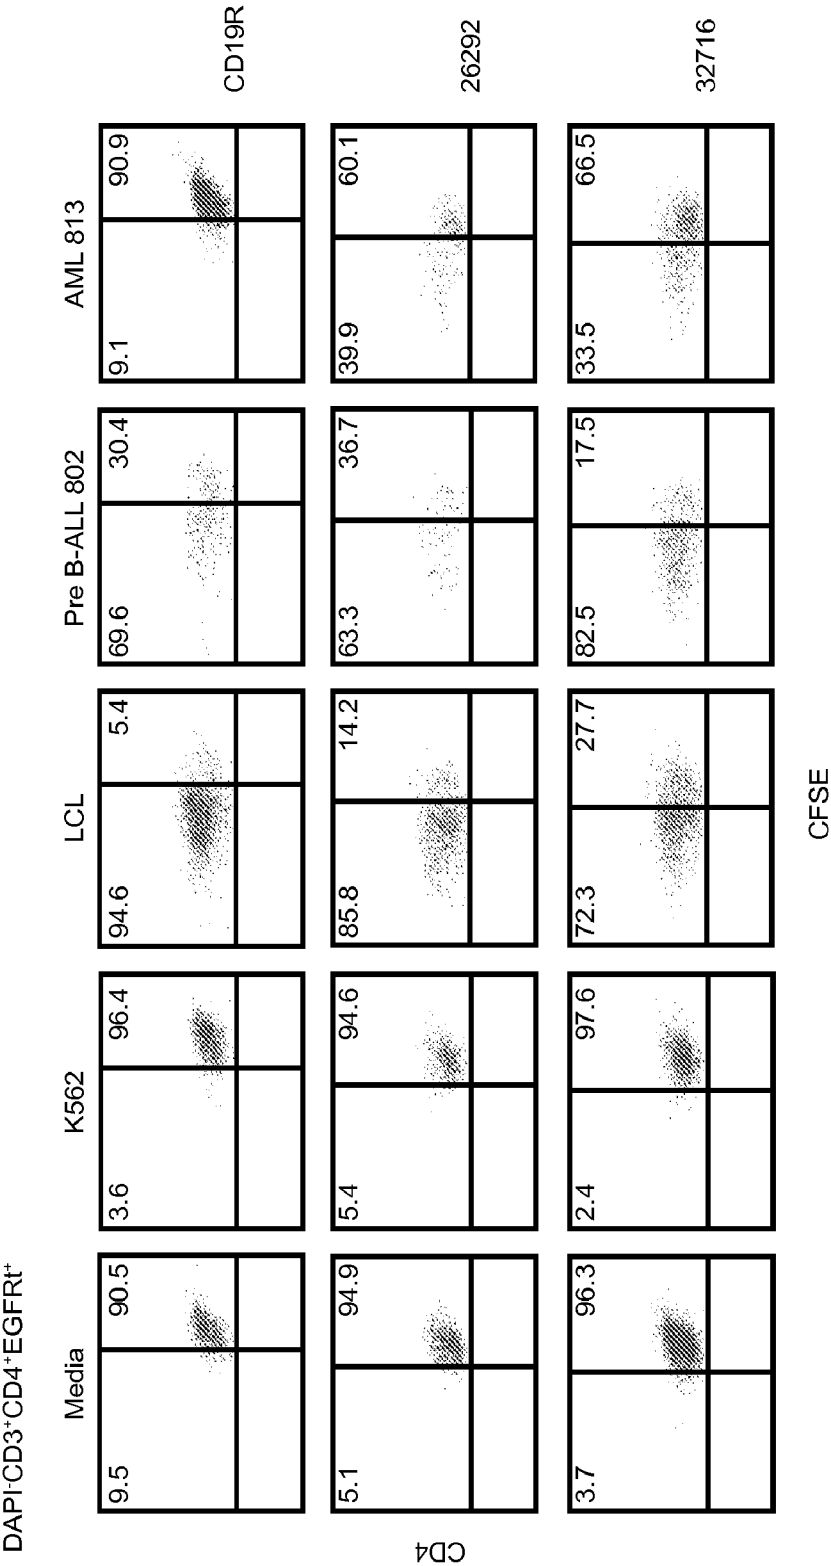 DAPI⁻CD3⁺CD4⁺EGFRt⁺
Media K562 LCL Pre B-ALL 802 AML 813
9.5 90.5 3.6 96.4 94.6 5.4 69.6 30.4 9.1 90.9 CD19R
5.1 94.9 5.4 94.6 85.8 14.2 63.3 36.7 39.9 60.1 26292
3.7 96.3 2.4 97.6 72.3 27.7 82.5 17.5 33.5 66.5 32716
CD4
CFSE